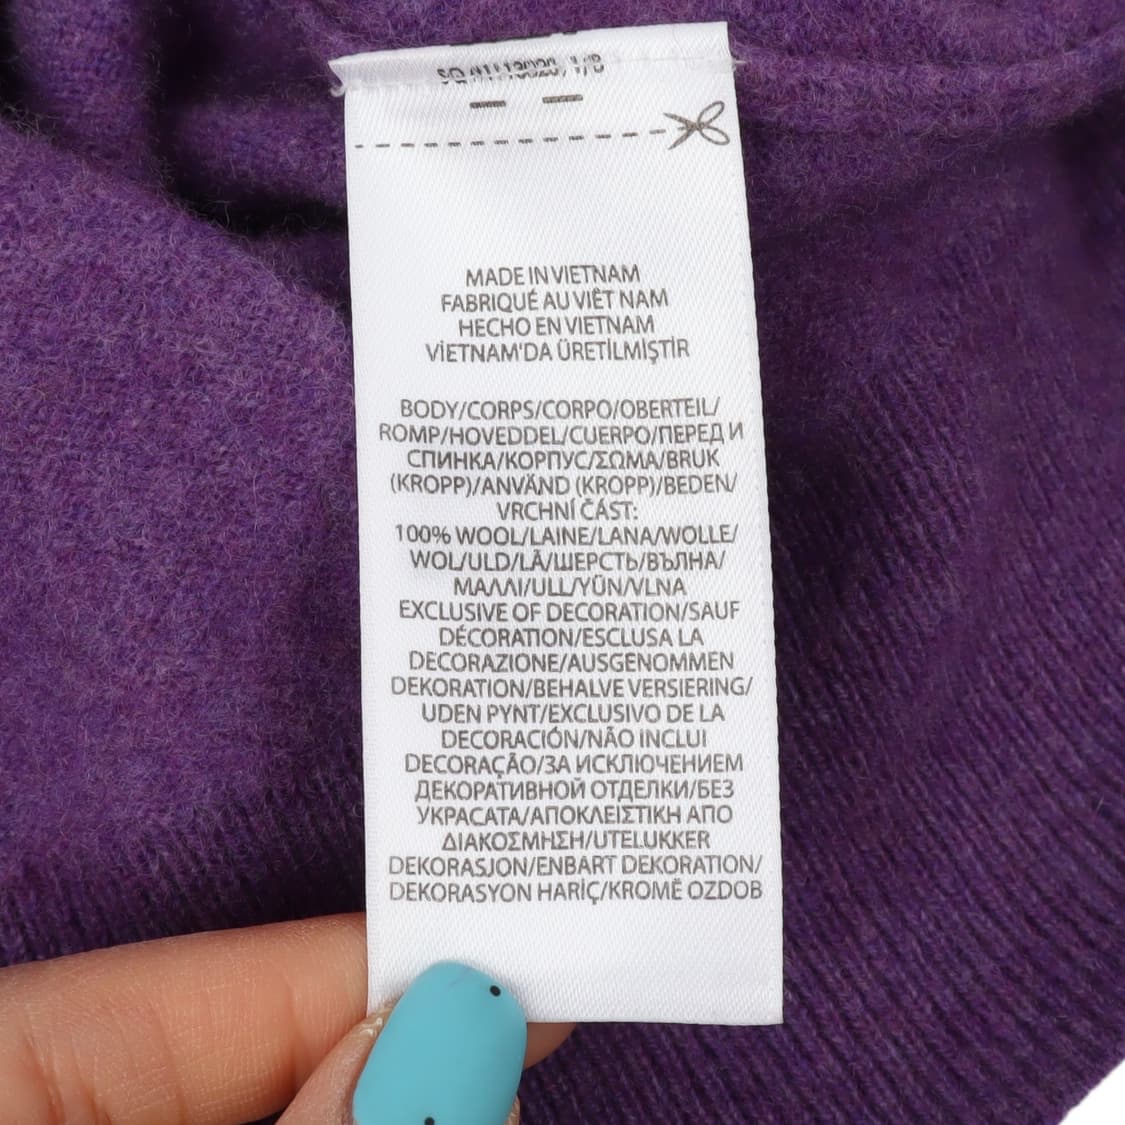 MADE IN VIETNAM
FABRIQUÉ AU VIÊT NAM
HECHO EN VIETNAM
VİETNAM'DA ÜRETİLMİŞTİR
BODY/CORPS/CORPO/OBERTEIL/
ROMP/HOVEDDEL/CUERPO/ПЕРЕД И
СПИНКА/КОРПУС/ΣΩΜΑ/BRUK
(KROPP)/ANVÄND (KROPP)/BEDEN/
VRCHNÍ ČÁST:
100% WOOL/LAINE/LANA/WOLLE/
WOL/ULD/LÃ/ШЕРСТЬ/ВЪЛНА/
ΜΑΛΛΙ/ULL/YÜN/VLNA
EXCLUSIVE OF DECORATION/SAUF
DÉCORATION/ESCLUSA LA
DECORAZIONE/AUSGENOMMEN
DEKORATION/BEHALVE VERSIERING/
UDEN PYNT/EXCLUSIVO DE LA
DECORACIÓN/NÃO INCLUI
DECORAÇÃO/ЗА ИСКЛЮЧЕНИЕМ
ДЕКОРАТИВНОЙ ОТДЕЛКИ/БЕЗ
УКРАСАТА/ΑΠΟΚΛΕΙΣΤΙΚΗ ΑΠΟ
ΔΙΑΚΟΣΜΗΣΗ/UTELUKKER
DEKORASJON/ENBART DEKORATION/
DEKORASYON HARİÇ/KROMĚ OZDOB